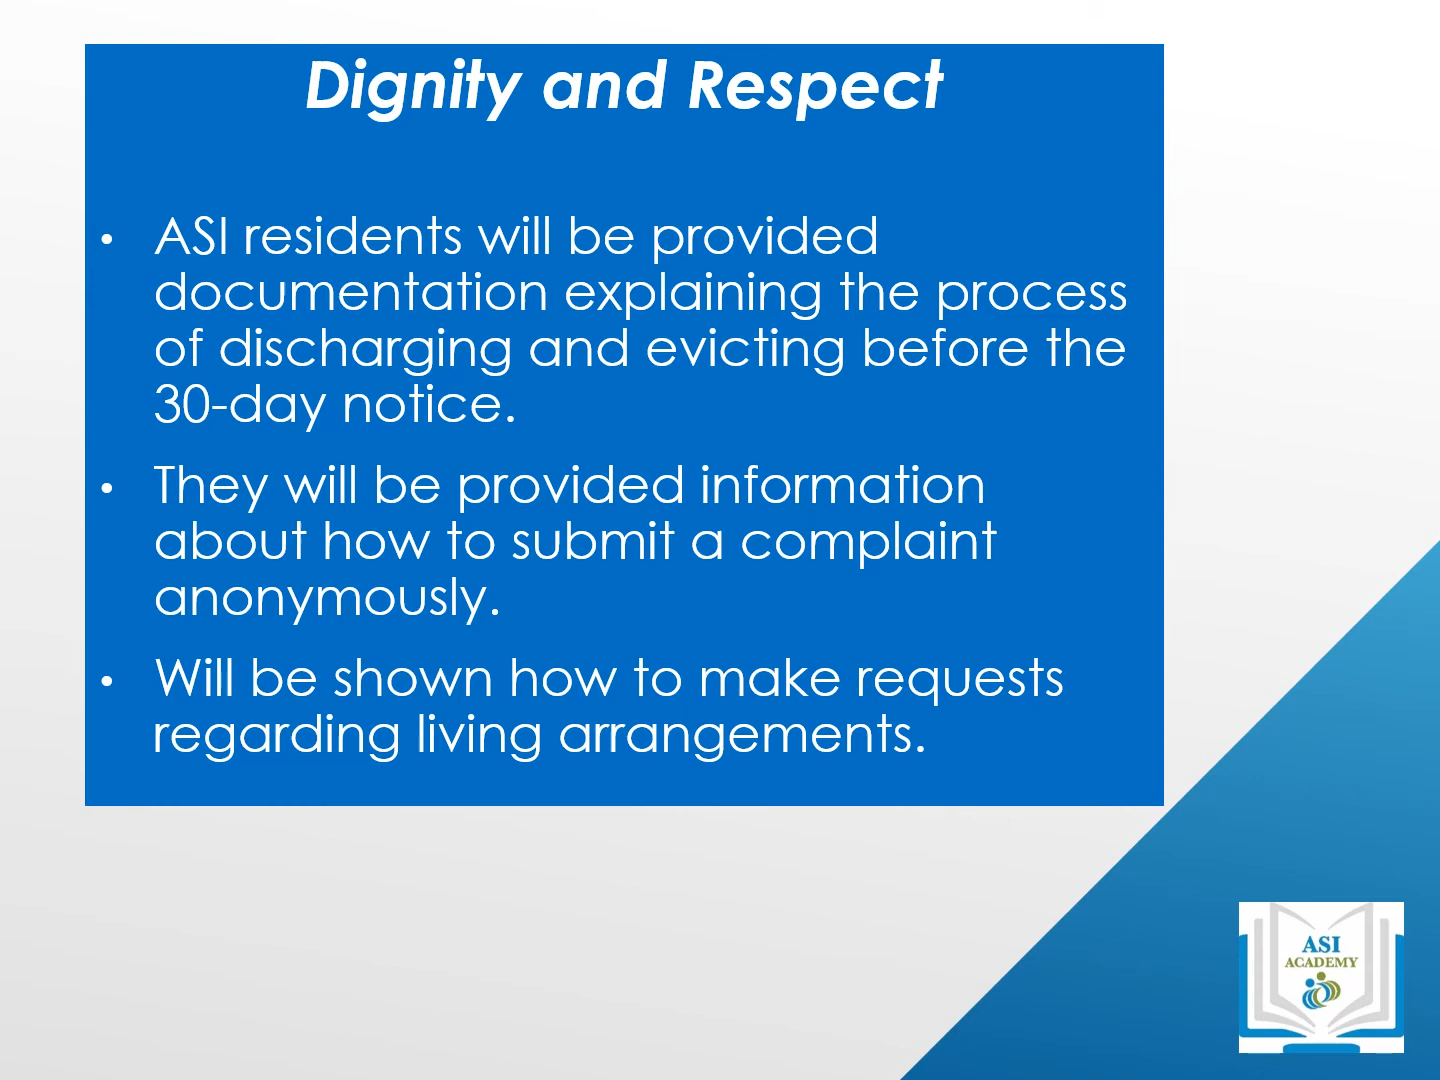 Dignity and Respect
• ASI residents will be provided
documentation explaining the process
of discharging and evicting before the
30-day notice.
• They will be provided information
about how to submit a complaint
anonymously.
• Will be shown how to make requests
regarding living arrangements.
ASI
ACADEMY